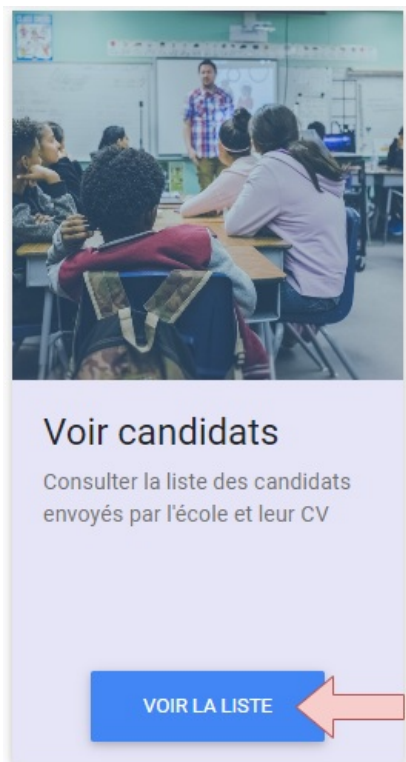 Voir candidats
Consulter la liste des candidats
envoyés par l'école et leur CV
VOIR LA LISTE